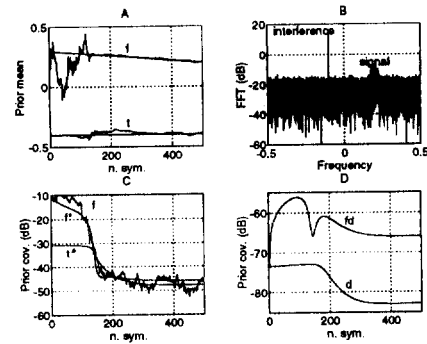 A
0.5
0
-0.5
Prior mean
f
t
0
200
400
n. sym.
B
20
0
-20
-40
-60
FFT (dB)
interference
signal
-0.5
0
0.5
Frequency
C
-10
-20
-30
-40
-50
-60
Prior cov. (dB)
f^
f
t^
0
200
400
n. sym.
D
-60
-70
-80
Prior cov. (dB)
fd
d
0
200
400
n. sym.